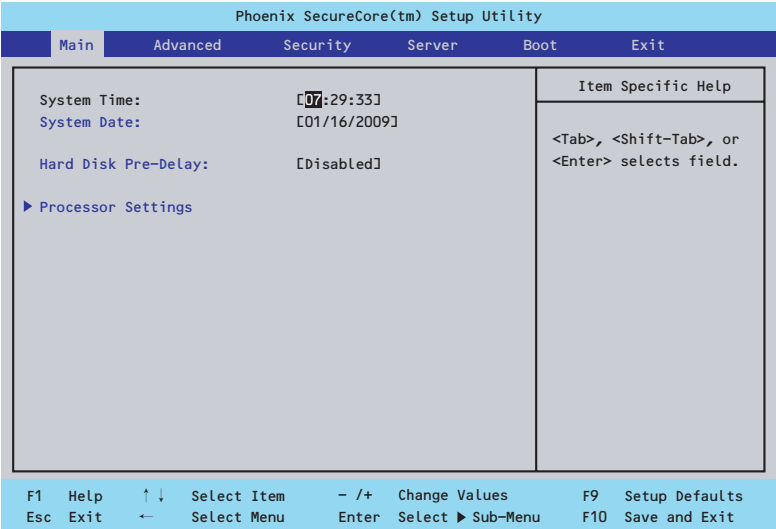 Phoenix SecureCore(tm) Setup Utility
Main Advanced Security Server Boot Exit
System Time: [07:29:33]
System Date: [01/16/2009]
Hard Disk Pre-Delay: [Disabled]
▶ Processor Settings
Item Specific Help
<Tab>, <Shift-Tab>, or
<Enter> selects field.
F1 Help ↑↓ Select Item - /+ Change Values F9 Setup Defaults
Esc Exit ← Select Menu Enter Select ▶ Sub-Menu F10 Save and Exit